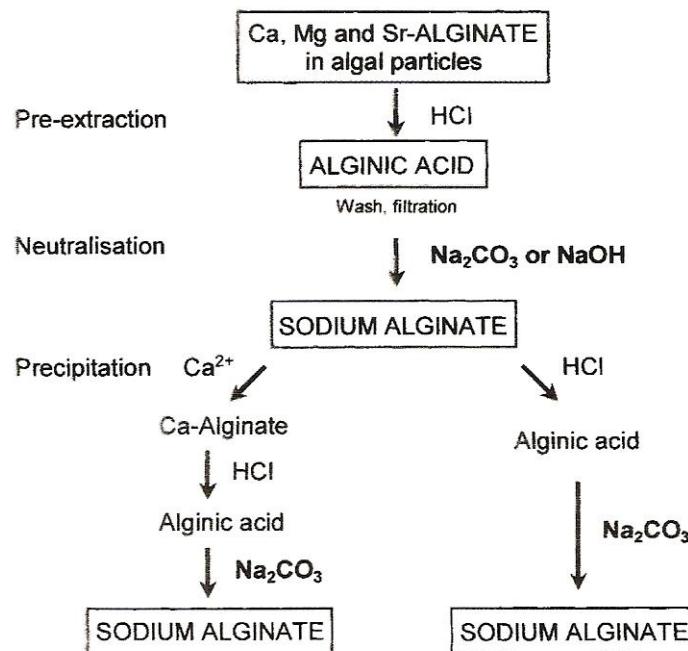 Ca, Mg and Sr-ALGINATE
in algal particles
Pre-extraction
HCl
ALGINIC ACID
Wash, filtration
Neutralisation
Na₂CO₃ or NaOH
SODIUM ALGINATE
Precipitation
Ca²⁺
HCl
Ca-Alginate
Alginic acid
HCl
Alginic acid
Na₂CO₃
Na₂CO₃
SODIUM ALGINATE
SODIUM ALGINATE